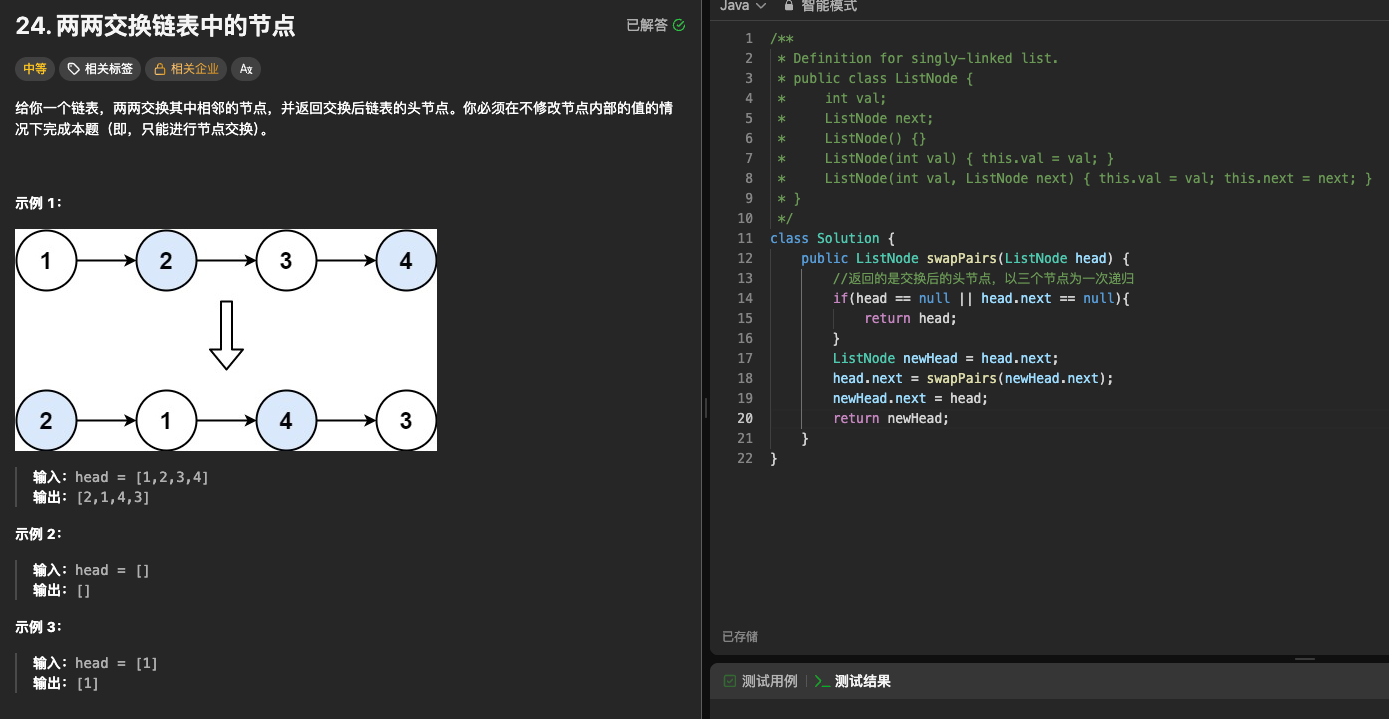 24. 两两交换链表中的节点
已解答
中等 相关标签 相关企业 A文
给你一个链表，两两交换其中相邻的节点，并返回交换后链表的头节点。你必须在不修改节点内部的值的情
况下完成本题（即，只能进行节点交换）。
示例 1：
1 2 3 4
2 1 4 3
输入：head = [1,2,3,4]
输出：[2,1,4,3]
示例 2：
输入：head = []
输出：[]
示例 3：
输入：head = [1]
输出：[1]
Java 智能模式
1 /**
2 * Definition for singly-linked list.
3 * public class ListNode {
4 *     int val;
5 *     ListNode next;
6 *     ListNode() {}
7 *     ListNode(int val) { this.val = val; }
8 *     ListNode(int val, ListNode next) { this.val = val; this.next = next; }
9 * }
10 */
11 class Solution {
12     public ListNode swapPairs(ListNode head) {
13         //返回的是交换后的头节点，以三个节点为一次递归
14         if(head == null || head.next == null){
15             return head;
16         }
17         ListNode newHead = head.next;
18         head.next = swapPairs(newHead.next);
19         newHead.next = head;
20         return newHead;
21     }
22 }
已存储
测试用例 >_ 测试结果